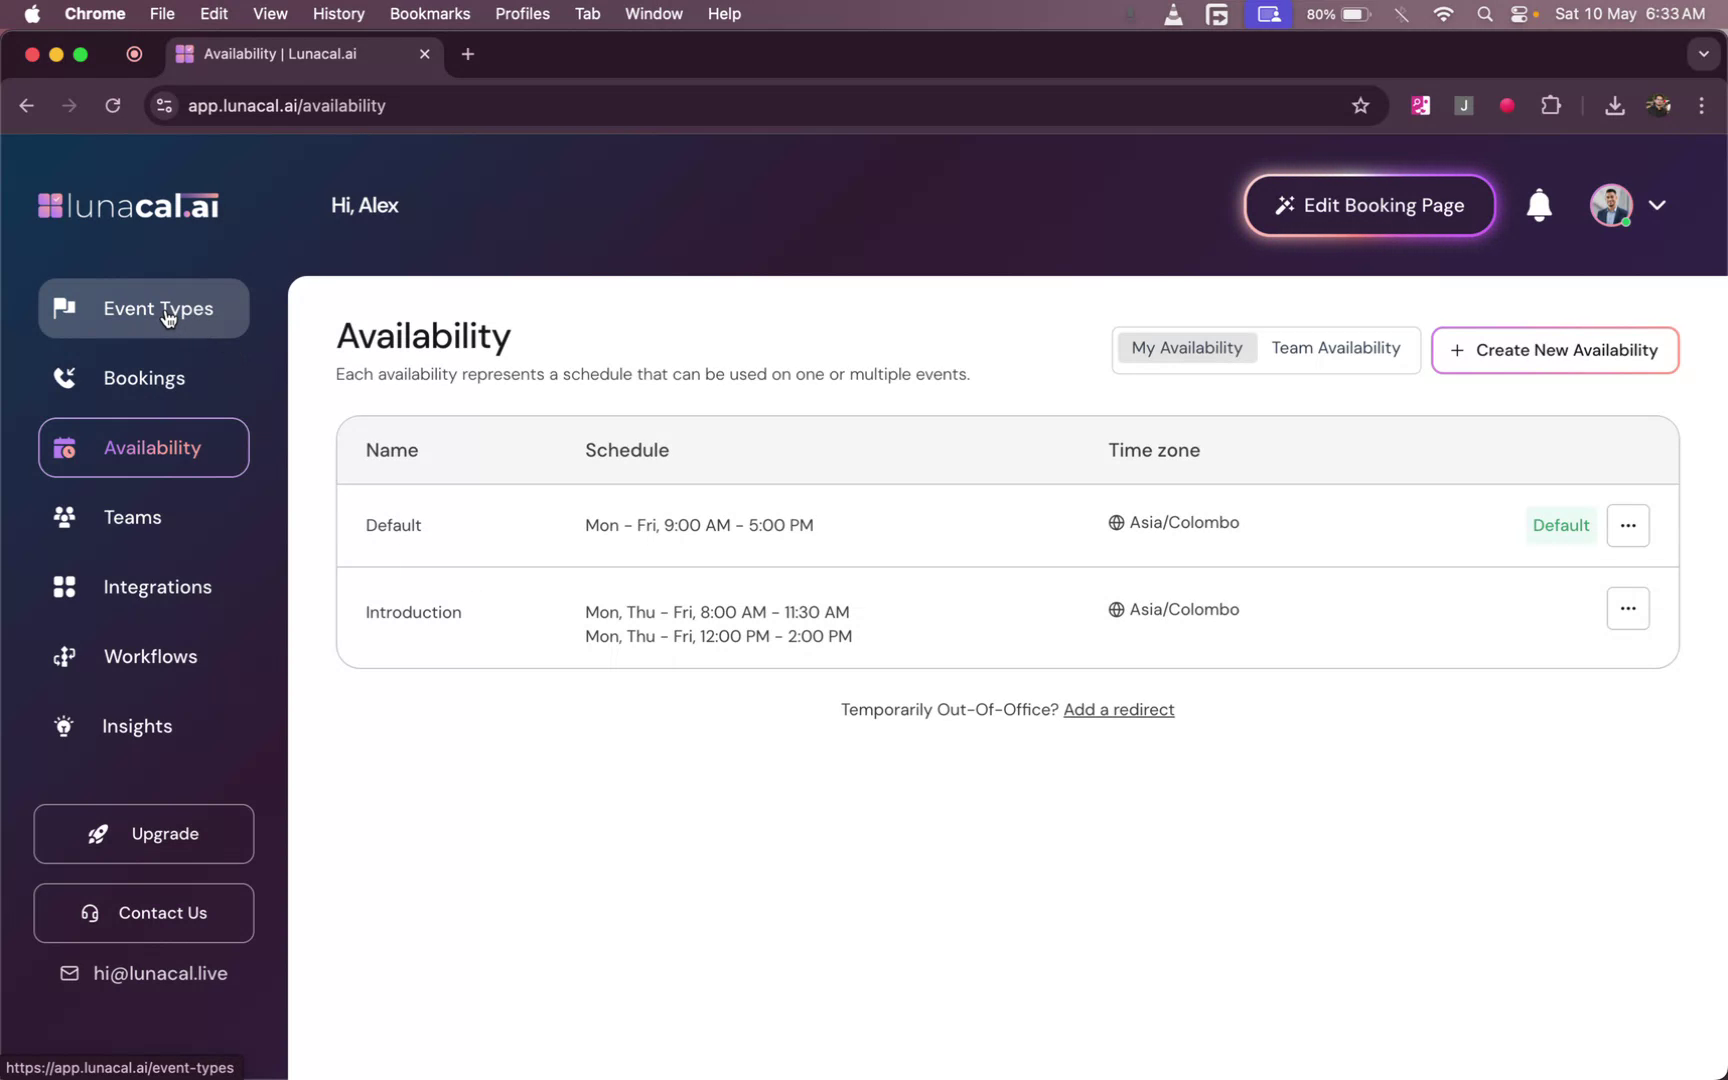 Chrome File Edit View History Bookmarks Profiles Tab Window Help 80% Sat 10 May 6:33 AM
Availability | Lunacal.ai
app.lunacal.ai/availability J
lunacal.ai
Hi, Alex
Edit Booking Page
Event Types
Bookings
Availability
Teams
Integrations
Workflows
Insights
Upgrade
Contact Us
hi@lunacal.live
Availability
Each availability represents a schedule that can be used on one or multiple events.
My Availability Team Availability
+ Create New Availability
Name Schedule Time zone
Default Mon - Fri, 9:00 AM - 5:00 PM Asia/Colombo Default ...
Introduction Mon, Thu - Fri, 8:00 AM - 11:30 AM Asia/Colombo ...
Mon, Thu - Fri, 12:00 PM - 2:00 PM
Temporarily Out-Of-Office? Add a redirect
https://app.lunacal.ai/event-types